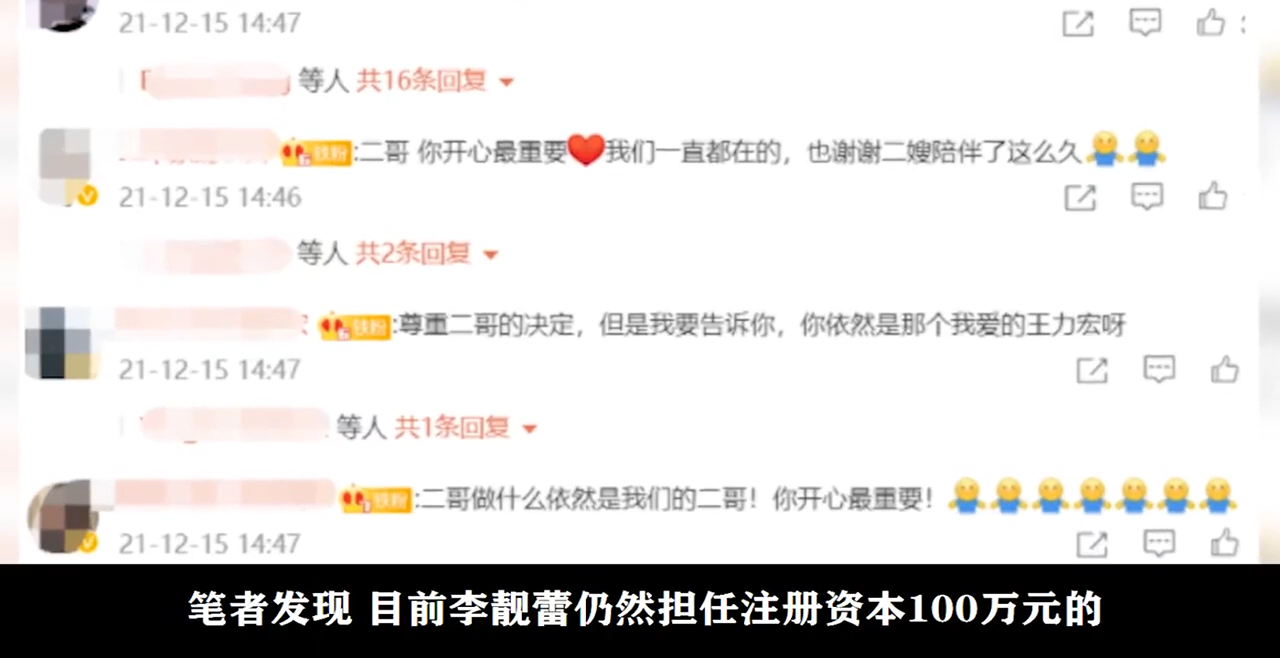 21-12-15 14:47
等人 共16条回复
铁粉:二哥 你开心最重要❤我们一直都在的，也谢谢二嫂陪伴了这么久
21-12-15 14:46
等人 共2条回复
铁粉:尊重二哥的决定，但是我要告诉你，你依然是那个我爱的王力宏呀
21-12-15 14:47
等人 共1条回复
铁粉:二哥做什么依然是我们的二哥！你开心最重要！
21-12-15 14:47
笔者发现 目前李靓蕾仍然担任注册资本100万元的